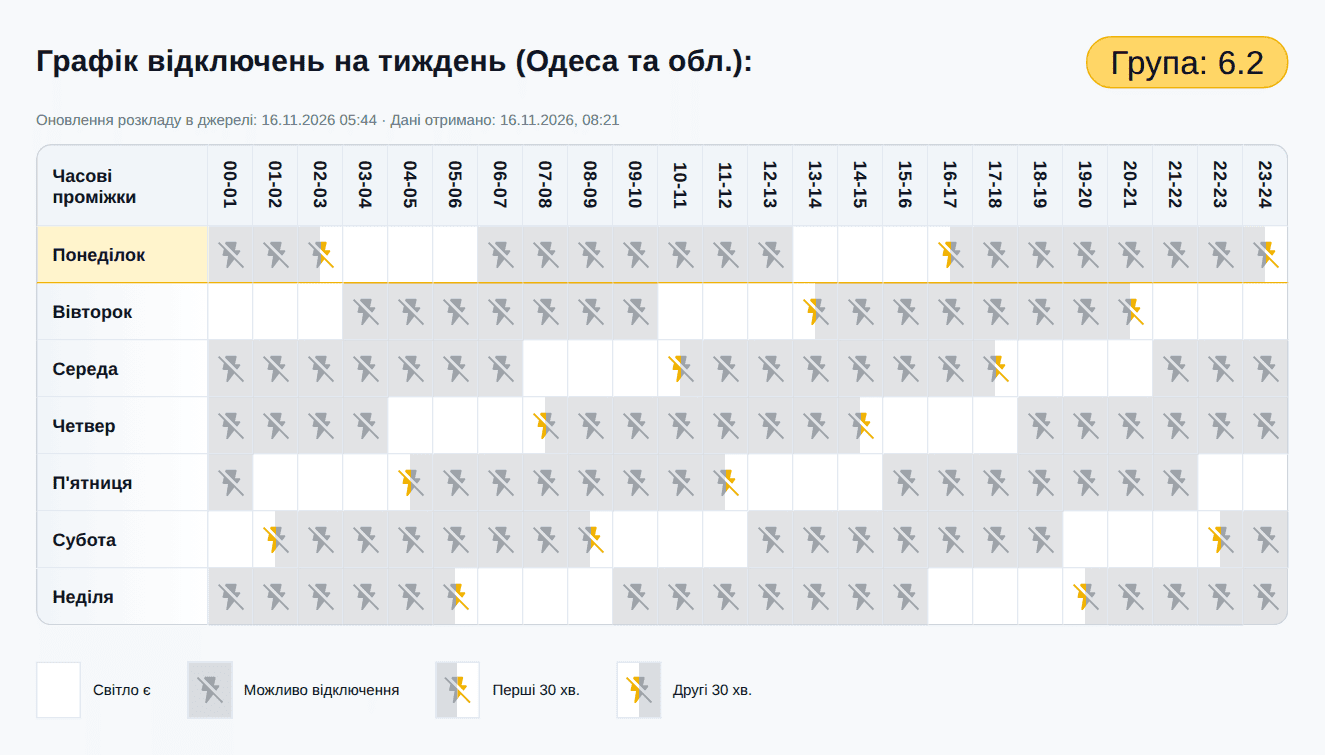 Графік відключень на тиждень (Одеса та обл.):
Група: 6.2
Оновлення розкладу в джерелі: 16.11.2026 05:44 · Дані отримано: 16.11.2026, 08:21
Часові
проміжки
00-01 01-02 02-03 03-04 04-05 05-06 06-07 07-08 08-09 09-10 10-11 11-12 12-13 13-14 14-15 15-16 16-17 17-18 18-19 19-20 20-21 21-22 22-23 23-24
Понеділок
Вівторок
Середа
Четвер
П'ятниця
Субота
Неділя
Світло є
Можливо відключення
Перші 30 хв.
Другі 30 хв.